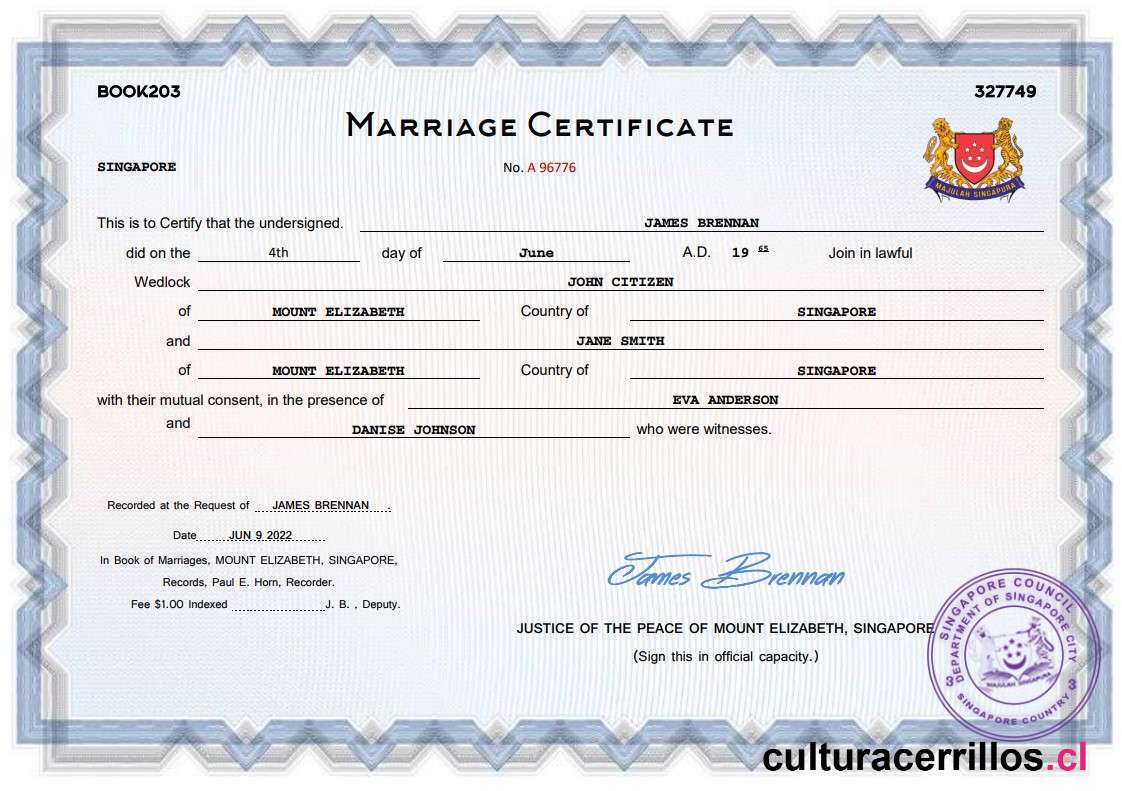 BOOK203 327749
MARRIAGE CERTIFICATE
SINGAPORE No. A 96776
MAJULAH SINGAPURA
This is to Certify that the undersigned. JAMES BRENNAN
did on the 4th day of June A.D. 19 65 Join in lawful
Wedlock JOHN CITIZEN
of MOUNT ELIZABETH Country of SINGAPORE
and JANE SMITH
of MOUNT ELIZABETH Country of SINGAPORE
with their mutual consent, in the presence of EVA ANDERSON
and DANISE JOHNSON who were witnesses.
Recorded at the Request of JAMES BRENNAN .
Date JUN 9 2022
In Book of Marriages, MOUNT ELIZABETH, SINGAPORE,
Records, Paul E. Horn, Recorder.
Fee $1.00 Indexed J. B. , Deputy.
James Brennan
JUSTICE OF THE PEACE OF MOUNT ELIZABETH, SINGAPORE
(Sign this in official capacity.)
SINGAPORE COUNCIL
DEPARTMENT OF SINGAPORE CITY
3 3
MAJULAH SINGAPURA
SINGAPORE COUNTRY
culturacerrillos.cl